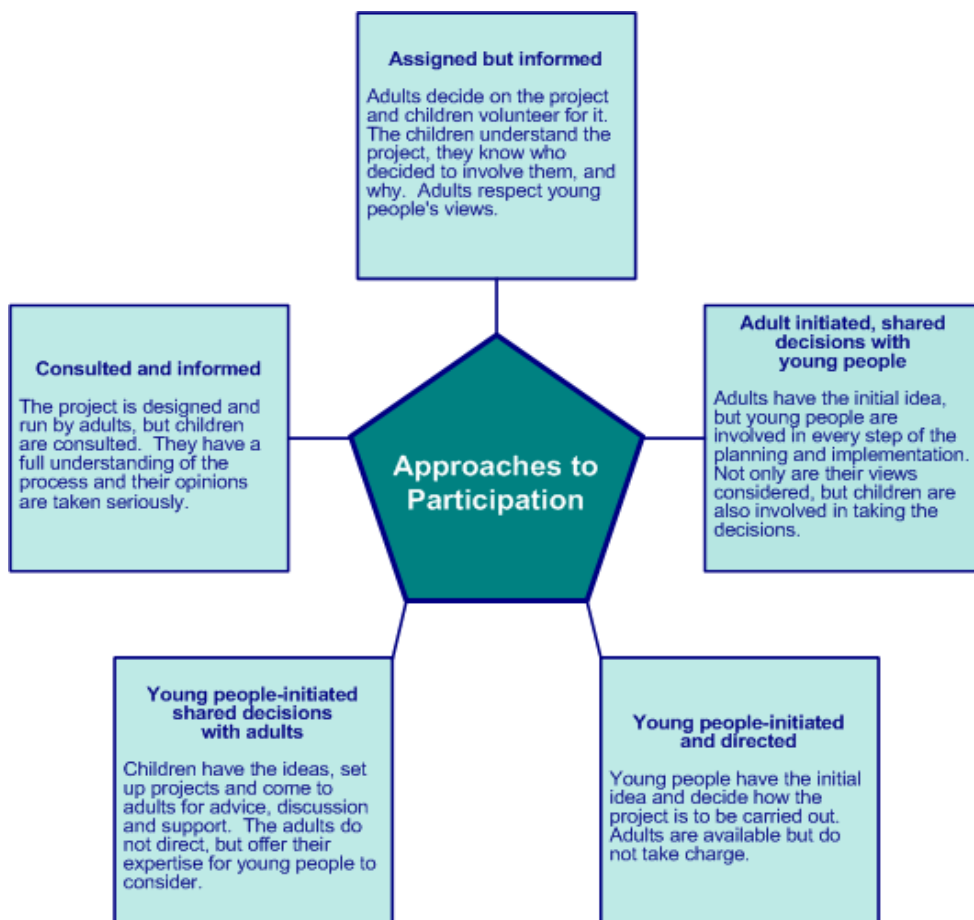 Assigned but informed
Adults decide on the project
and children volunteer for it.
The children understand the
project, they know who
decided to involve them, and
why.  Adults respect young
people's views.
Consulted and informed
The project is designed and
run by adults, but children
are consulted.  They have a
full understanding of the
process and their opinions
are taken seriously.
Approaches to
Participation
Adult initiated, shared
decisions with
young people
Adults have the initial idea,
but young people are
involved in every step of the
planning and implementation.
Not only are their views
considered, but children are
also involved in taking the
decisions.
Young people-initiated
shared decisions
with adults
Children have the ideas, set
up projects and come to
adults for advice, discussion
and support.  The adults do
not direct, but offer their
expertise for young people to
consider.
Young people-initiated
and directed
Young people have the initial
idea and decide how the
project is to be carried out.
Adults are available but do
not take charge.